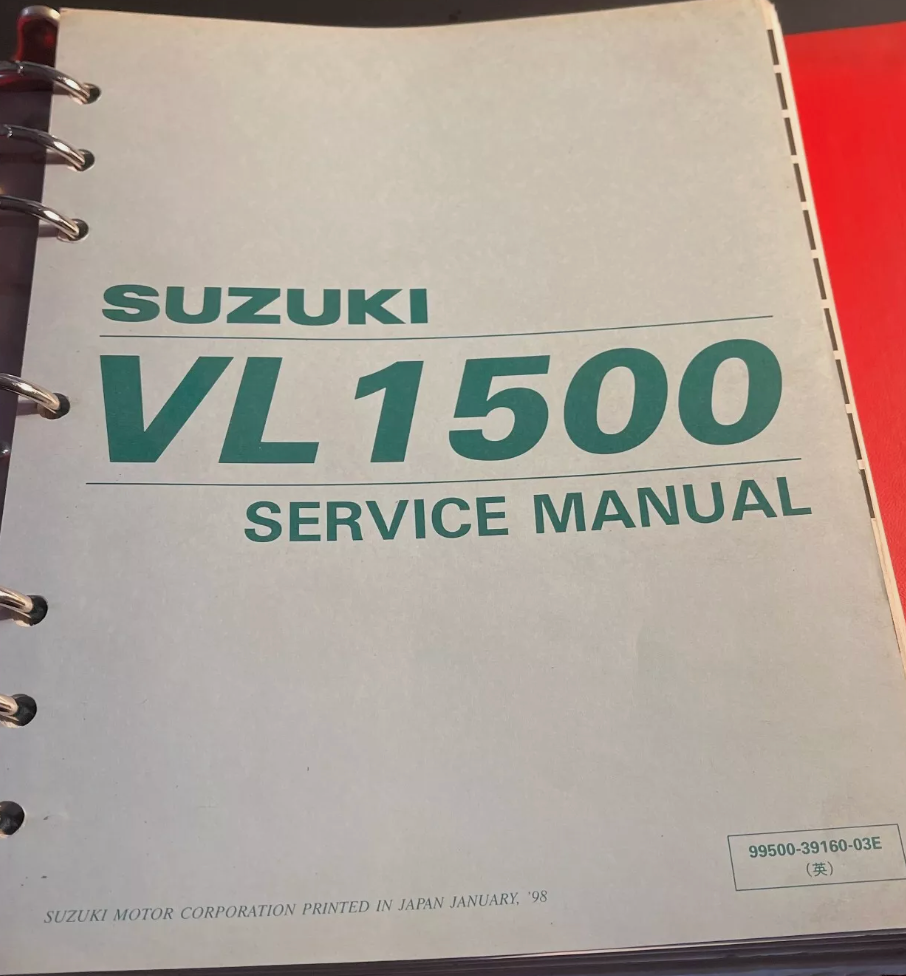 SUZUKI
VL1500
SERVICE MANUAL
99500-39160-03E
(英)
SUZUKI MOTOR CORPORATION PRINTED IN JAPAN JANUARY, '98